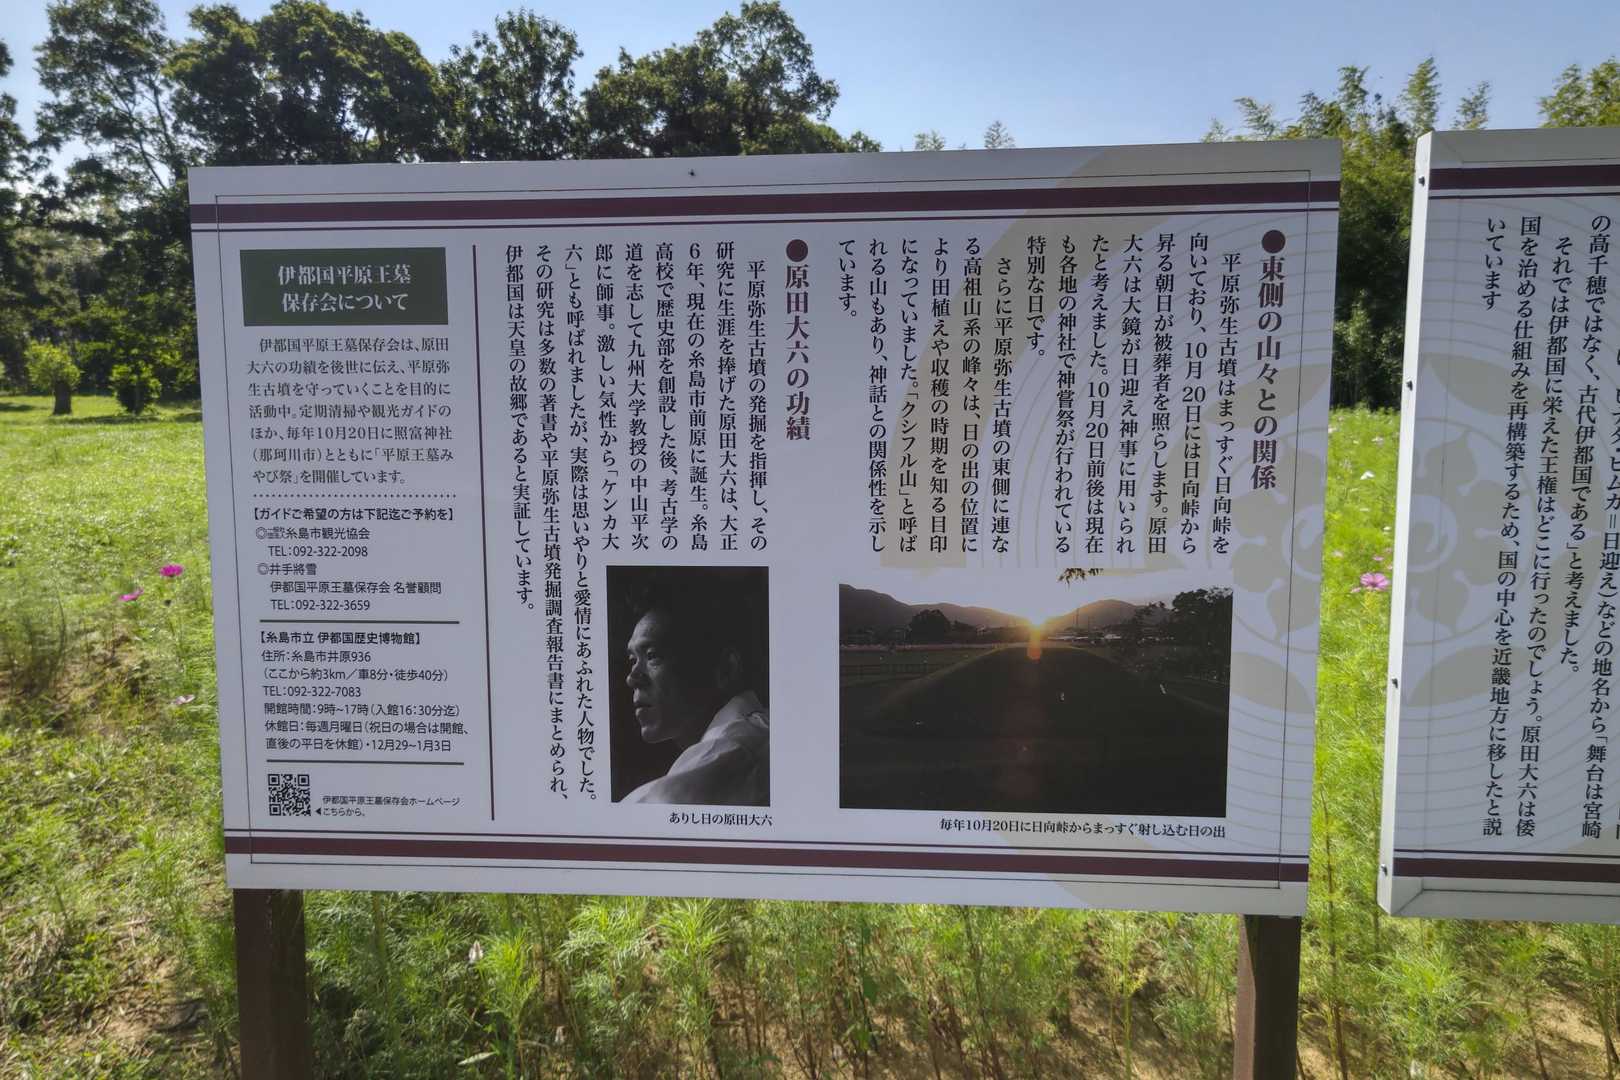 ●東側の山々との関係
平原弥生古墳はまっすぐ日向峠を
向いており、10月20日には日向峠から
昇る朝日が被葬者を照らします。原田
大六は大鏡が日迎え神事に用いられ
たと考えました。10月20日前後は現在
も各地の神社で神嘗祭が行われている
特別な日です。
さらに平原弥生古墳の東側に連な
る高祖山系の峰々は、日の出の位置に
より田植えや収穫の時期を知る目印
になっていました。「クシフル山」と呼ば
れる山もあり、神話との関係性を示し
ています。
毎年10月20日に日向峠からまっすぐ射し込む日の出
●原田大六の功績
平原弥生古墳の発掘を指揮し、その
研究に生涯を捧げた原田大六は、大正
6年、現在の糸島市前原に誕生。糸島
高校で歴史部を創設した後、考古学の
道を志して九州大学教授の中山平次
郎に師事。激しい気性から「ケンカ大
六」とも呼ばれましたが、実際は思いやりと愛情にあふれた人物でした。
その研究は多数の著書や平原弥生古墳発掘調査報告書にまとめられ、
伊都国は天皇の故郷であると実証しています。
ありし日の原田大六
伊都国平原王墓
保存会について
伊都国平原王墓保存会は、原田
大六の功績を後世に伝え、平原弥
生古墳を守っていくことを目的に
活動中。定期清掃や観光ガイドの
ほか、毎年10月20日に照富神社
(那珂川市)とともに「平原王墓み
やび祭」を開催しています。
【ガイドご希望の方は下記迄ご予約を】
◎糸島市観光協会
TEL:092-322-2098
◎井手將雪
伊都国平原王墓保存会 名誉顧問
TEL:092-322-3659
【糸島市立 伊都国歴史博物館】
住所:糸島市井原936
(ここから約3km/車8分・徒歩40分)
TEL:092-322-7083
開館時間:9時~17時(入館16:30分迄)
休館日:毎週月曜日(祝日の場合は開館、
直後の平日を休館)・12月29~1月3日
伊都国平原王墓保存会ホームページ
◀こちらから。
ヒムカ=日迎え)などの地名から「舞台は宮崎
の高千穂ではなく、古代伊都国である」と考えました。
それでは伊都国に栄えた王権はどこに行ったのでしょう。原田大六は倭
国を治める仕組みを再構築するため、国の中心を近畿地方に移したと説
いています